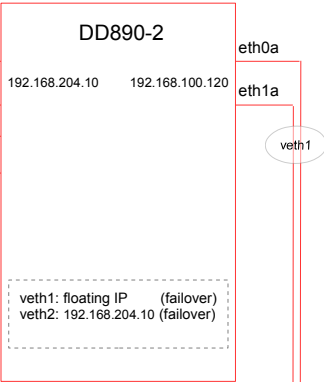 DD890-2
eth0a
192.168.204.10 192.168.100.120
eth1a
veth1
veth1: floating IP (failover)
veth2: 192.168.204.10 (failover)